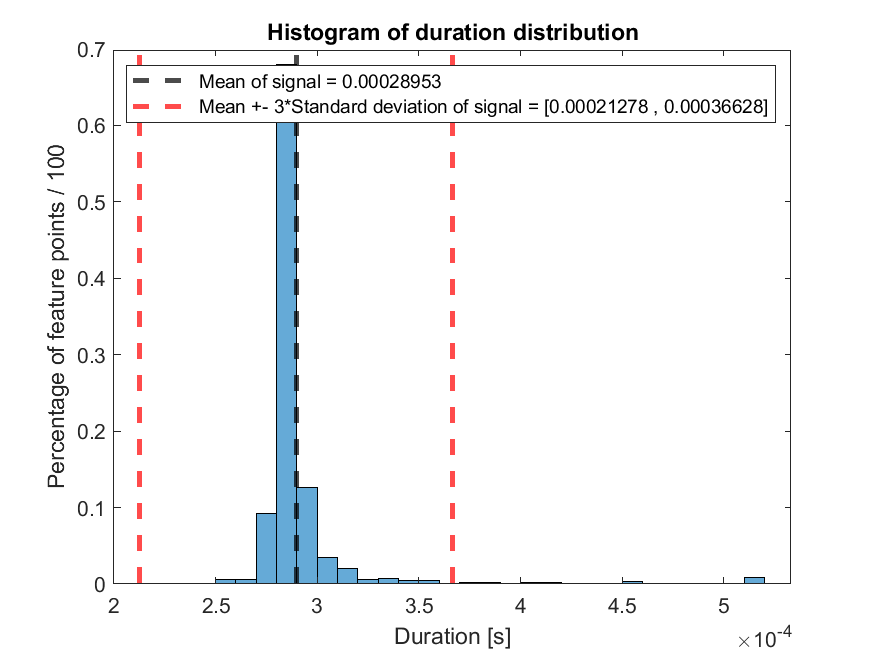 Histogram of duration distribution
0.7
0.6
0.5
0.4
0.3
0.2
0.1
0
Percentage of feature points / 100
Mean of signal = 0.00028953
Mean +- 3*Standard deviation of signal = [0.00021278 , 0.00036628]
2 2.5 3 3.5 4 4.5 5
Duration [s]
×10-4